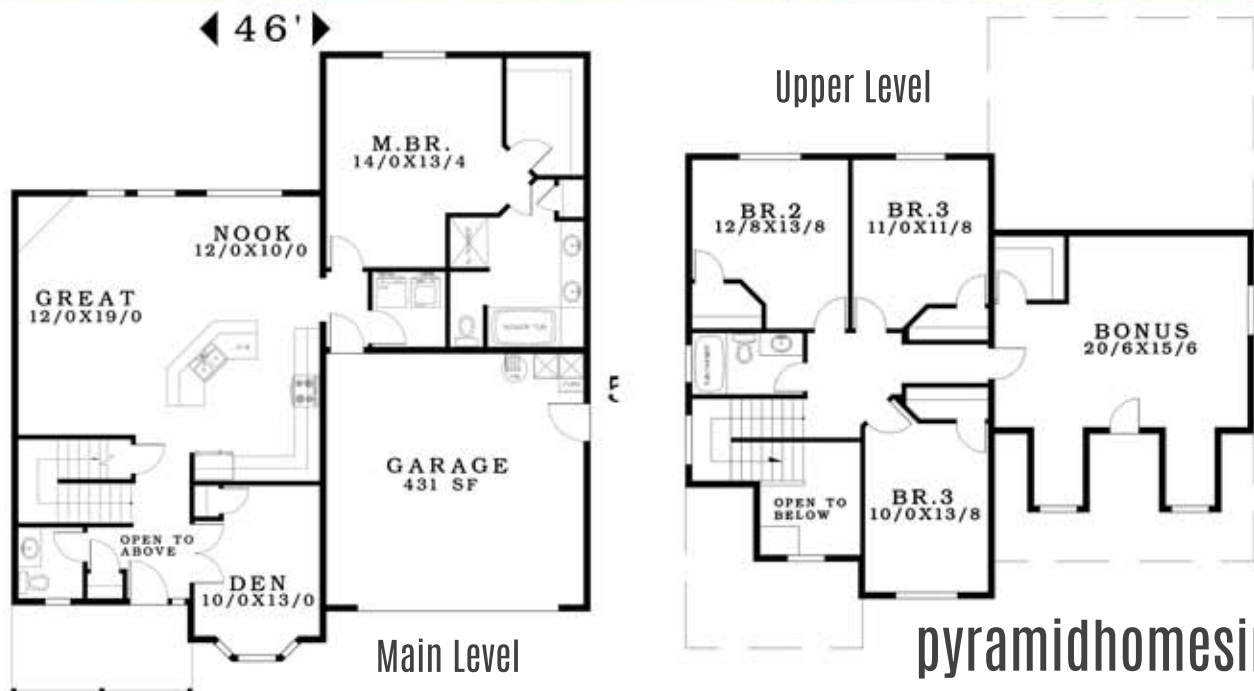 46'
M.BR.
14/0X13/4
NOOK
12/0X10/0
GREAT
12/0X19/0
GARAGE
431 SF
OPEN TO
ABOVE
DEN
10/0X13/0
Main Level
Upper Level
BR.2
12/8X13/8
BR.3
11/0X11/8
BONUS
20/6X15/6
OPEN TO
BELOW
BR.3
10/0X13/8
pyramidhomesi